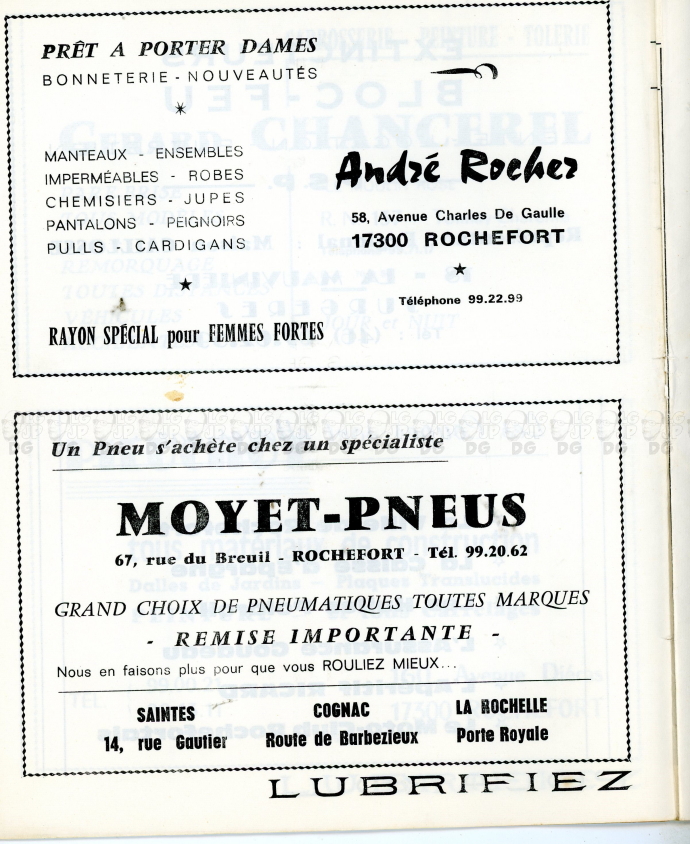 PRÊT A PORTER DAMES
BONNETERIE - NOUVEAUTÉS
MANTEAUX - ENSEMBLES
IMPERMÉABLES - ROBES
CHEMISIERS - JUPES
PANTALONS - PEIGNOIRS
PULLS - CARDIGANS
RAYON SPÉCIAL pour FEMMES FORTES
André Rocher
58, Avenue Charles De Gaulle
17300 ROCHEFORT
Téléphone 99.22.99
Un Pneu s'achète chez un spécialiste
MOYET-PNEUS
67, rue du Breuil - ROCHEFORT - Tél. 99.20.62
GRAND CHOIX DE PNEUMATIQUES TOUTES MARQUES
- REMISE IMPORTANTE -
Nous en faisons plus pour que vous ROULIEZ MIEUX...
SAINTES
14, rue Gautier
COGNAC
Route de Barbezieux
LA ROCHELLE
Porte Royale
LUBRIFIEZ